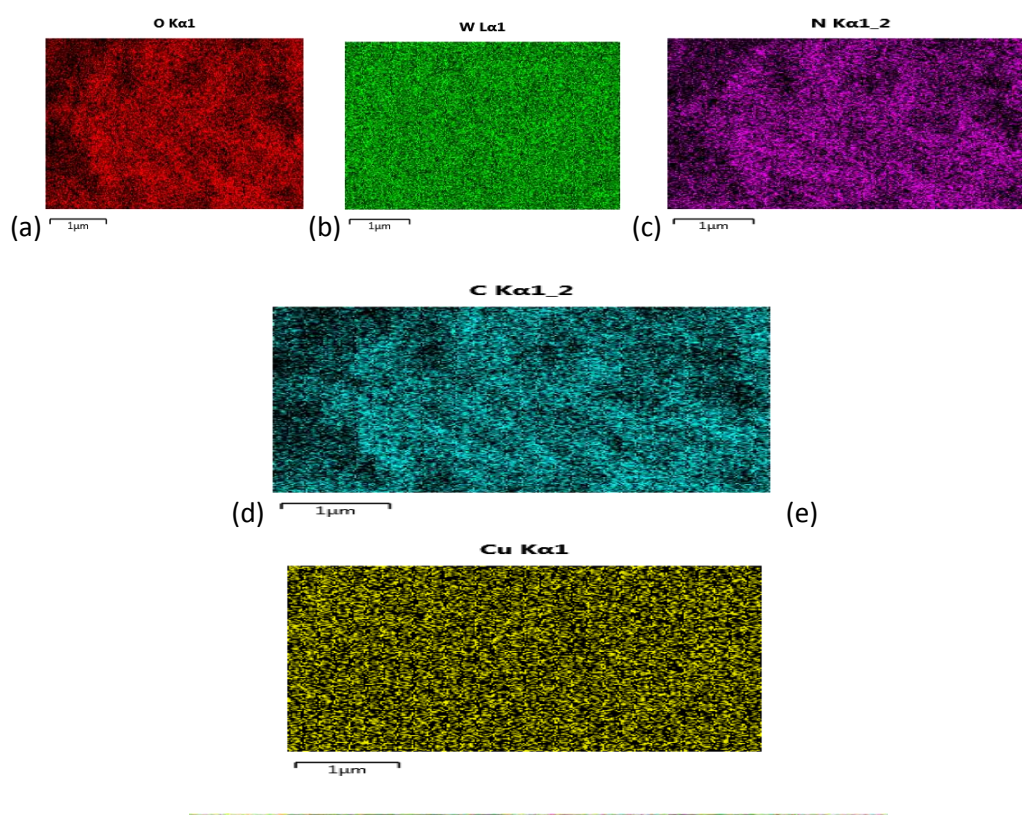 O Kα1
W Lα1
N Kα1_2
1µm
1µm
1µm
(a)
(b)
(c)
C Kα1_2
1µm
(d)
(e)
Cu Kα1
1µm